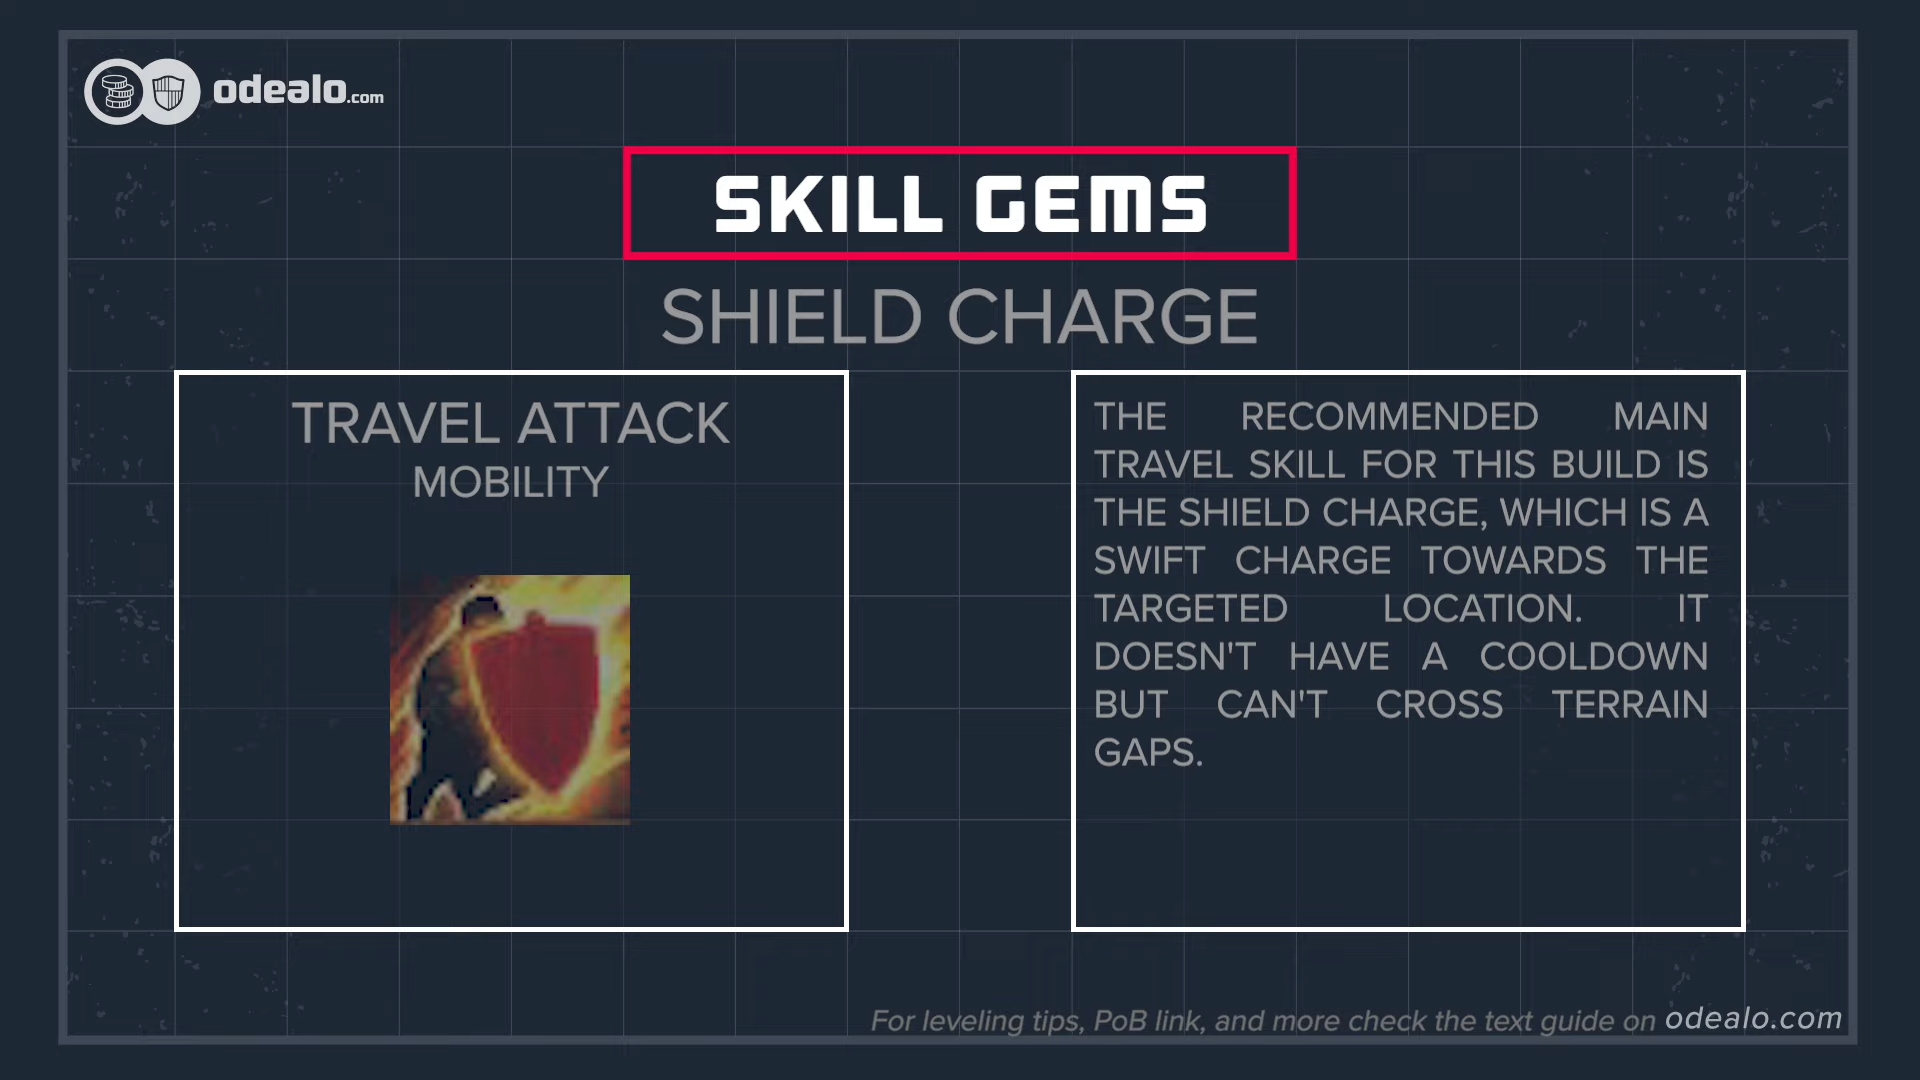 odealo.com
SKILL GEMS
SHIELD CHARGE
TRAVEL ATTACK
MOBILITY
THE RECOMMENDED MAIN
TRAVEL SKILL FOR THIS BUILD IS
THE SHIELD CHARGE, WHICH IS A
SWIFT CHARGE TOWARDS THE
TARGETED LOCATION. IT
DOESN'T HAVE A COOLDOWN
BUT CAN'T CROSS TERRAIN
GAPS.
For leveling tips, PoB link, and more check the text guide on odealo.com